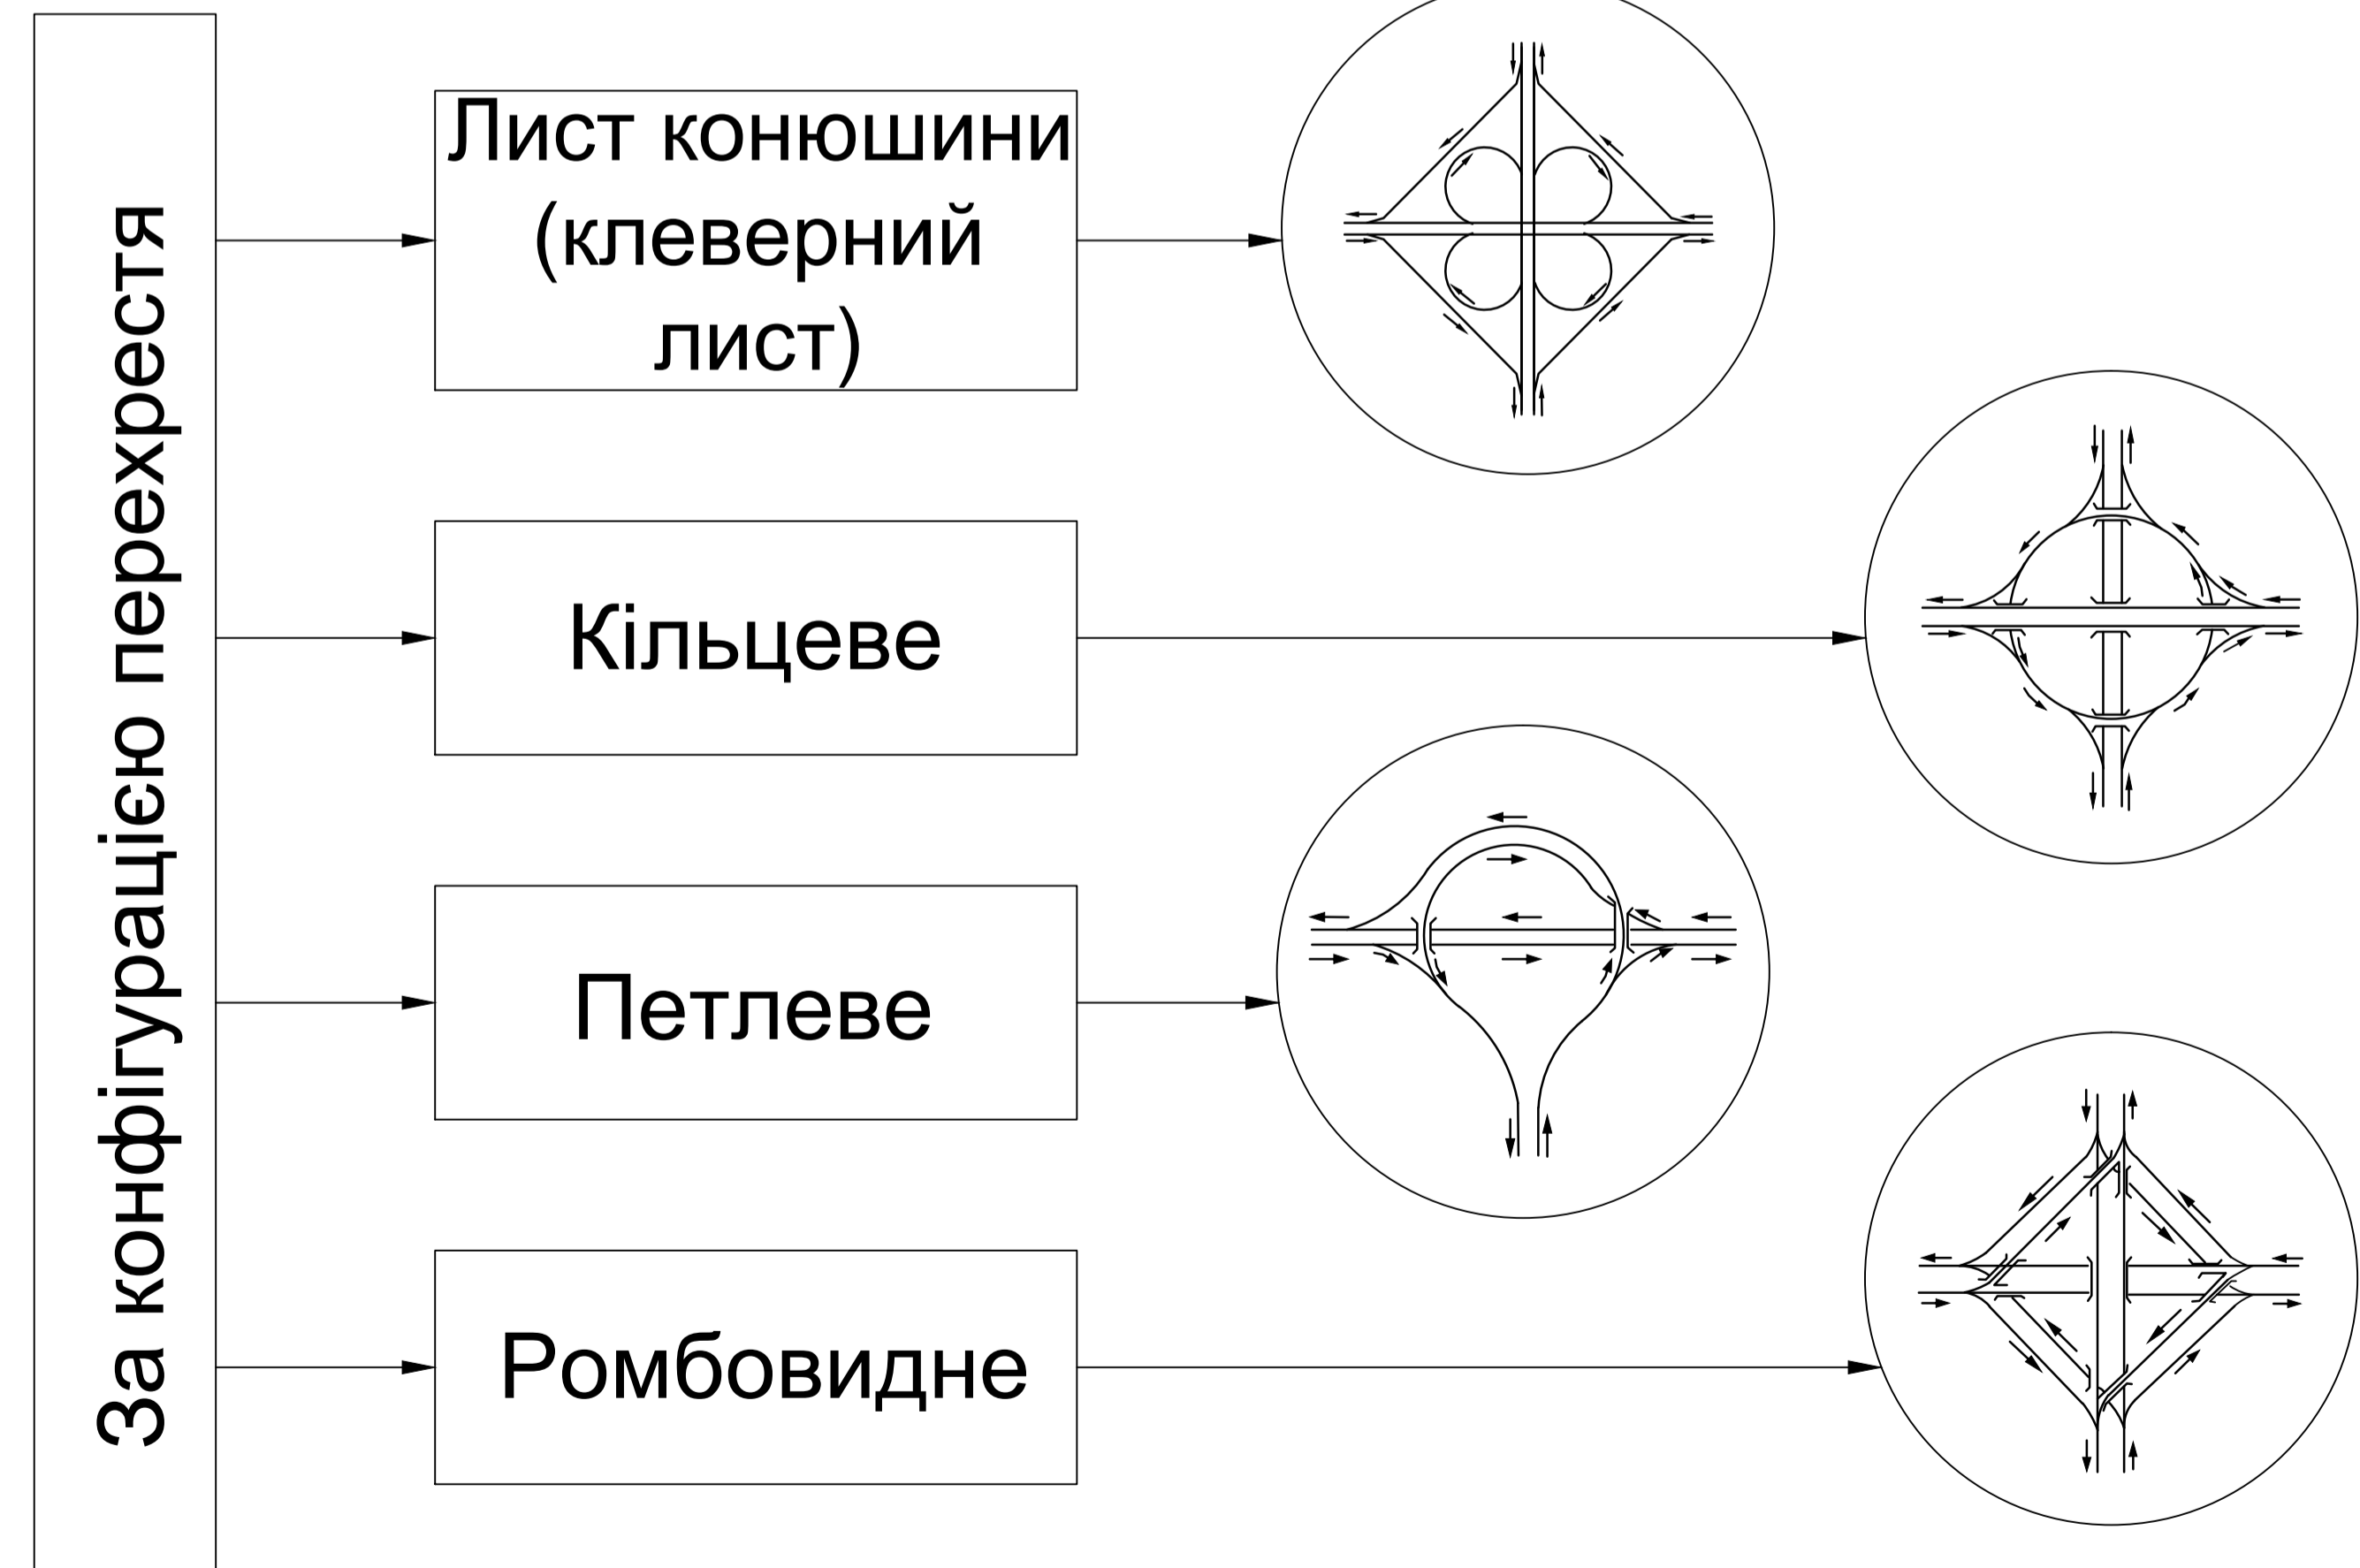 За конфігурацією перехрестя
Лист конюшини
(клеверний
лист)
Кільцеве
Петлеве
Ромбовидне